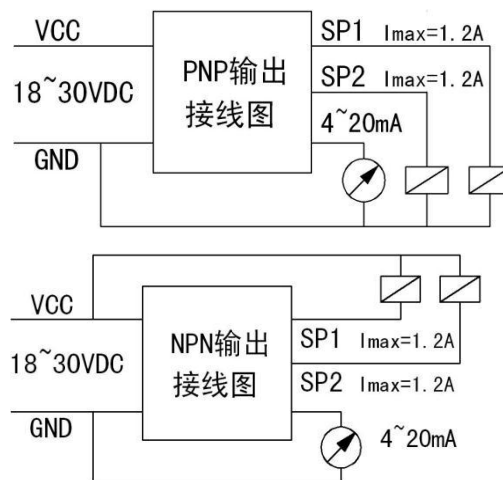 VCC
18~30VDC
GND
PNP输出
接线图
SP1 Imax=1.2A
SP2 Imax=1.2A
4~20mA
VCC
18~30VDC
GND
NPN输出
接线图
SP1 Imax=1.2A
SP2 Imax=1.2A
4~20mA